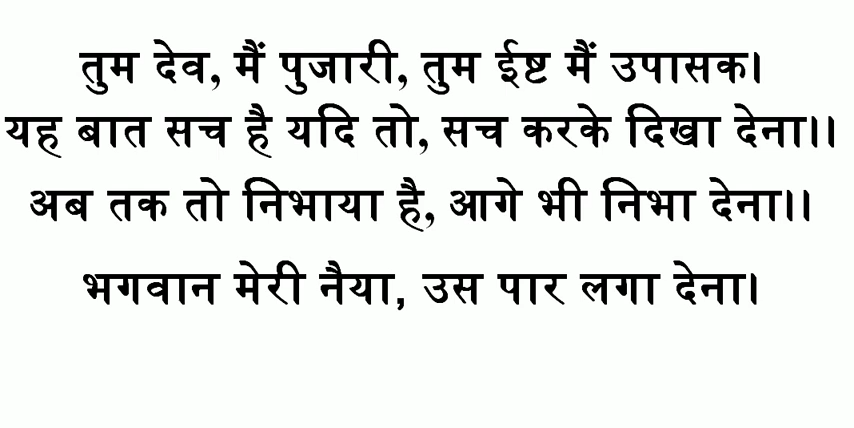 तुम देव, मैं पुजारी, तुम ईष्ट मैं उपासक।
यह बात सच है यदि तो, सच करके दिखा देना।।
अब तक तो निभाया है, आगे भी निभा देना।।
भगवान मेरी नैया, उस पार लगा देना।